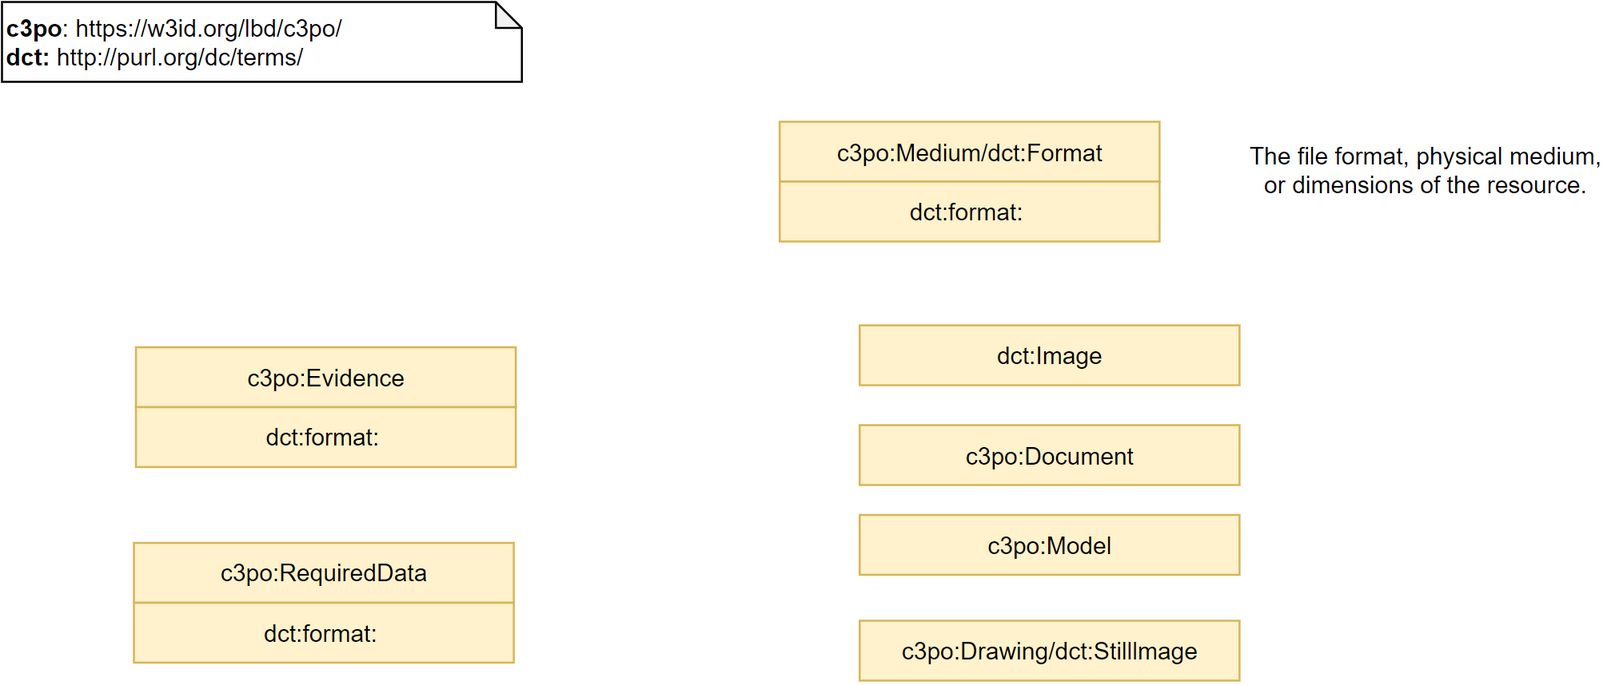 c3po: https://w3id.org/lbd/c3po/
dct: http://purl.org/dc/terms/
c3po:Medium/dct:Format
dct:format:
The file format, physical medium,
or dimensions of the resource.
c3po:Evidence
dct:format:
c3po:RequiredData
dct:format:
dct:Image
c3po:Document
c3po:Model
c3po:Drawing/dct:StillImage